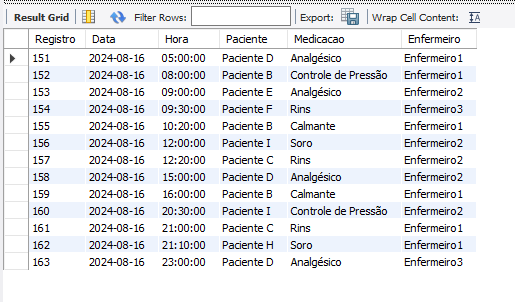 Result Grid Filter Rows: Export: Wrap Cell Content: IA
Registro Data Hora Paciente Medicacao Enfermeiro
151 2024-08-16 05:00:00 Paciente D Analgésico Enfermeiro1
152 2024-08-16 08:00:00 Paciente B Controle de Pressão Enfermeiro1
153 2024-08-16 09:00:00 Paciente E Analgésico Enfermeiro2
154 2024-08-16 09:30:00 Paciente F Rins Enfermeiro3
155 2024-08-16 10:20:00 Paciente B Calmante Enfermeiro1
156 2024-08-16 12:00:00 Paciente I Soro Enfermeiro2
157 2024-08-16 12:20:00 Paciente C Rins Enfermeiro2
158 2024-08-16 15:00:00 Paciente D Analgésico Enfermeiro2
159 2024-08-16 16:00:00 Paciente B Calmante Enfermeiro1
160 2024-08-16 20:30:00 Paciente I Controle de Pressão Enfermeiro2
161 2024-08-16 21:00:00 Paciente C Rins Enfermeiro1
162 2024-08-16 21:10:00 Paciente H Soro Enfermeiro1
163 2024-08-16 23:00:00 Paciente D Analgésico Enfermeiro3